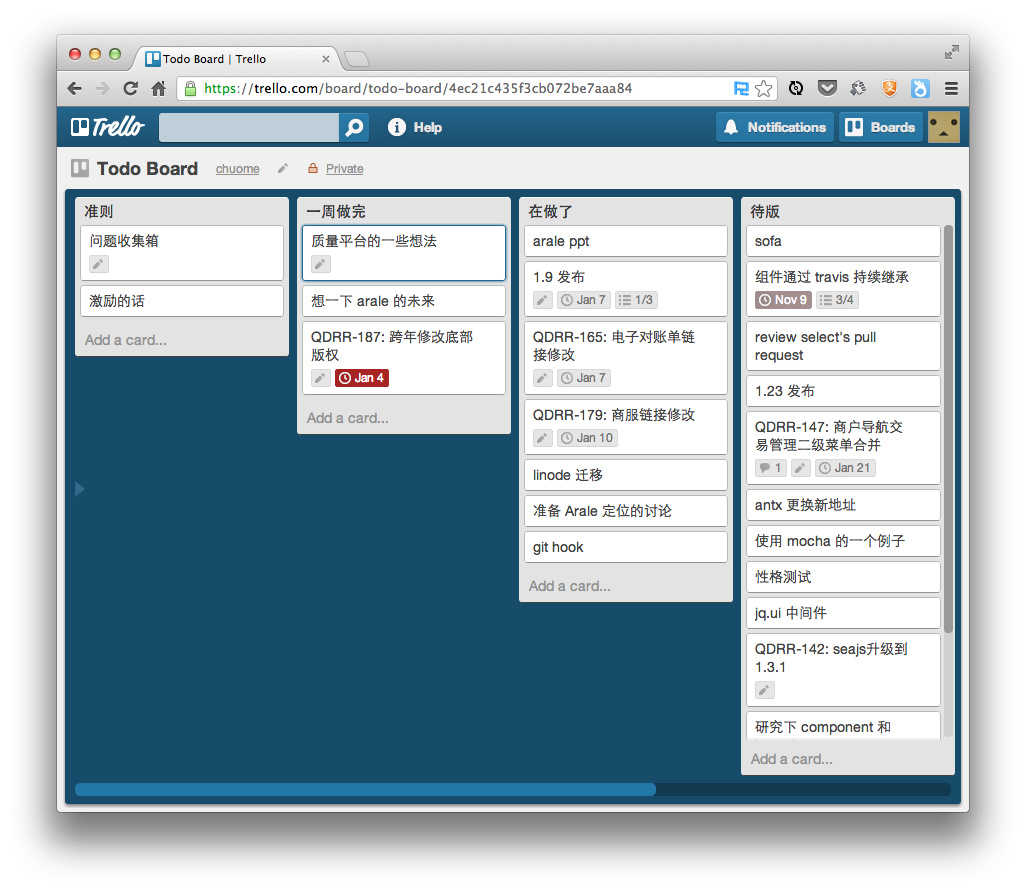 Todo Board | Trello
https://trello.com/board/todo-board/4ec21c435f3cb072be7aaa84
Trello
Help
Notifications
Boards
Todo Board
chuome
Private
准则
问题收集箱
激励的话
Add a card...
一周做完
质量平台的一些想法
想一下 arale 的未来
QDRR-187: 跨年修改底部
版权
Jan 4
Add a card...
在做了
arale ppt
1.9 发布
Jan 7
1/3
QDRR-165: 电子对账单链
接修改
Jan 7
QDRR-179: 商服链接修改
Jan 10
linode 迁移
准备 Arale 定位的讨论
git hook
Add a card...
待版
sofa
组件通过 travis 持续继承
Nov 9
3/4
review select's pull
request
1.23 发布
QDRR-147: 商户导航交
易管理二级菜单合并
1
Jan 21
antx 更换新地址
使用 mocha 的一个例子
性格测试
jq.ui 中间件
QDRR-142: seajs升级到
1.3.1
研究下 component 和
Add a card...